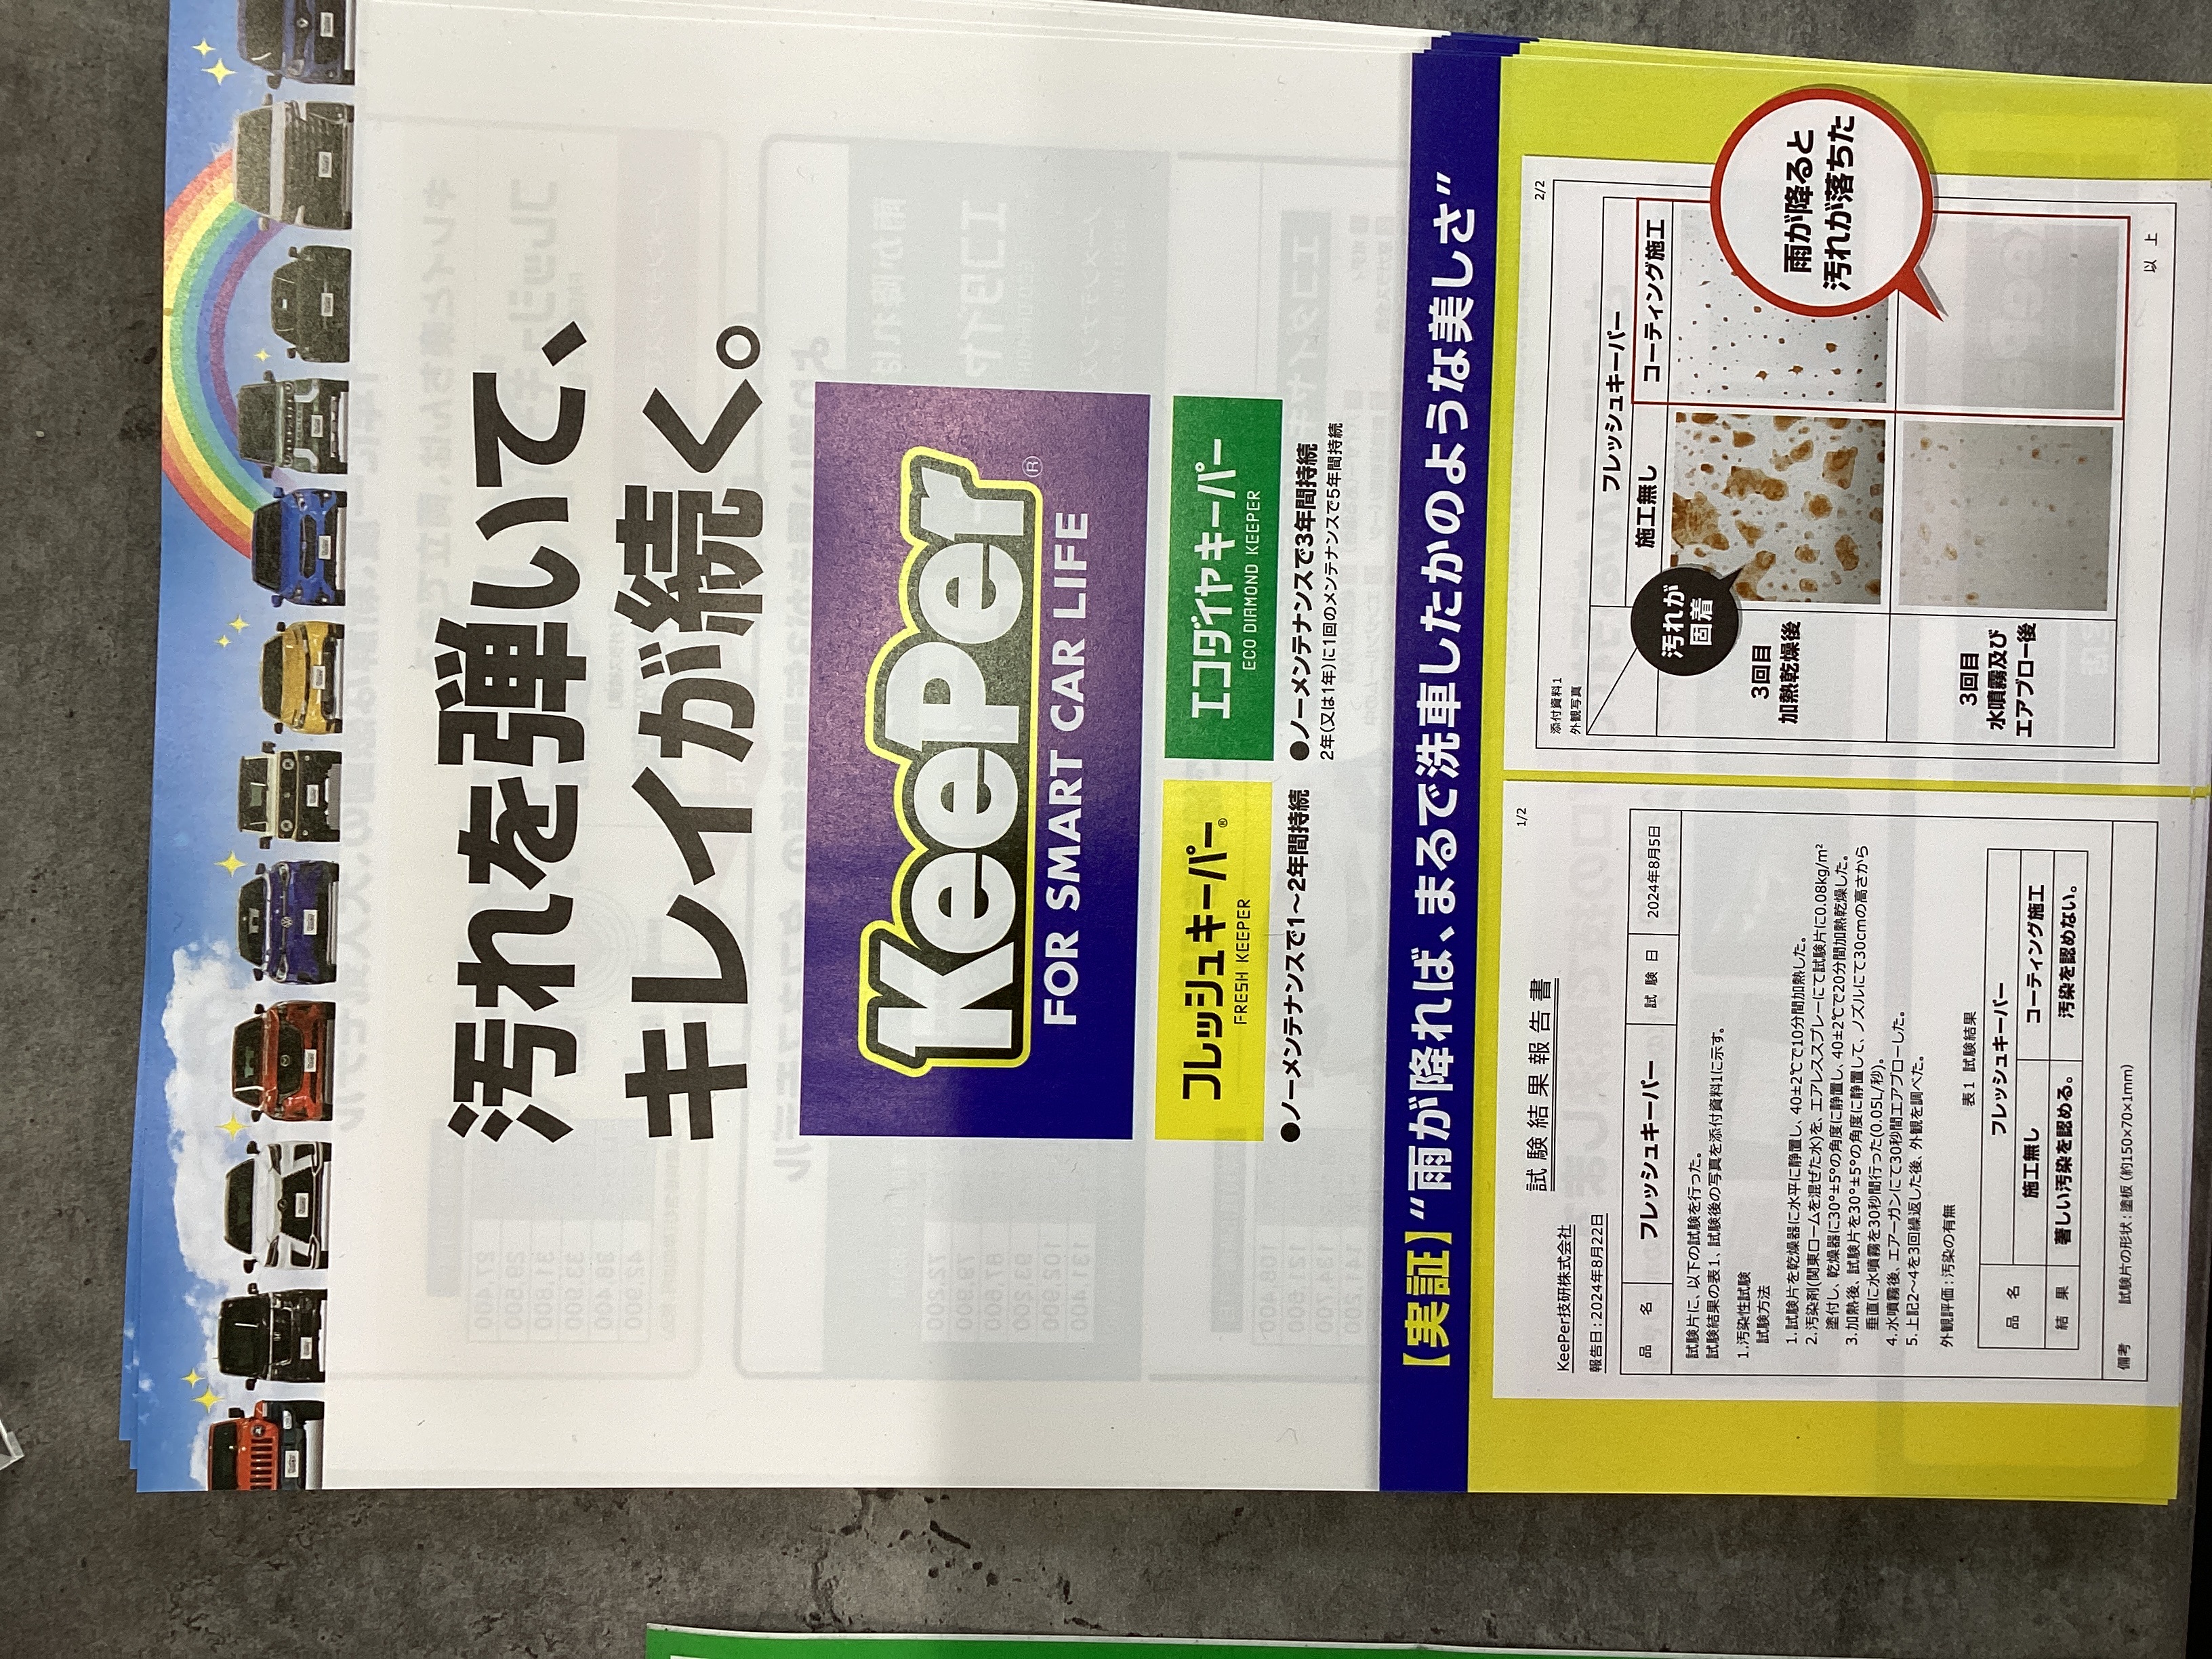 汚れを弾いて、
キレイが続く。
KeePer®
FOR SMART CAR LIFE
フレッシュキーパー®
FRESH KEEPER
●ノーメンテナンスで1〜2年間持続
エコダイヤキーパー
ECO DIAMOND KEEPER
●ノーメンテナンスで3年間持続
2年(又は1年)に1回のメンテナンスで5年間持続
【実証】“雨が降れば、まるで洗車したかのような美しさ”
1/2
試験結果報告書
KeePer技研株式会社
報告日:2024年8月22日
品 名 フレッシュキーパー 試 験 日 2024年8月5日
試験片に、以下の試験を行った。
試験結果の表1、試験後の写真を添付資料1に示す。
1.汚染性試験
試験方法
1.試験片を乾燥器に水平に静置し、40±2℃で10分間加熱した。
2.汚染剤(関東ロームを混ぜた水)を、エアレススプレーにて試験片に0.08kg/m²
塗付し、乾燥器に30°±5°の角度に静置し、40±2℃で20分間加熱乾燥した。
3.加熱後、試験片を30°±5°の角度に静置して、ノズルにて30cmの高さから
垂直に水噴霧を30秒間行った(0.05L/秒)。
4.水噴霧後、エアーガンにて30秒間エアブローした。
5.上記2〜4を3回繰返した後、外観を調べた。
外観評価:汚染の有無
表1 試験結果
品 名 フレッシュキーパー
施工無し コーティング施工
結 果 著しい汚染を認める。 汚染を認めない。
備考 試験片の形状:塗板(約150×70×1mm)
2/2
添付資料1
外観写真
フレッシュキーパー
施工無し コーティング施工
汚れが
固着
3回目
加熱乾燥後
雨が降ると
汚れが落ちた
3回目
水噴霧及び
エアブロー後
以 上